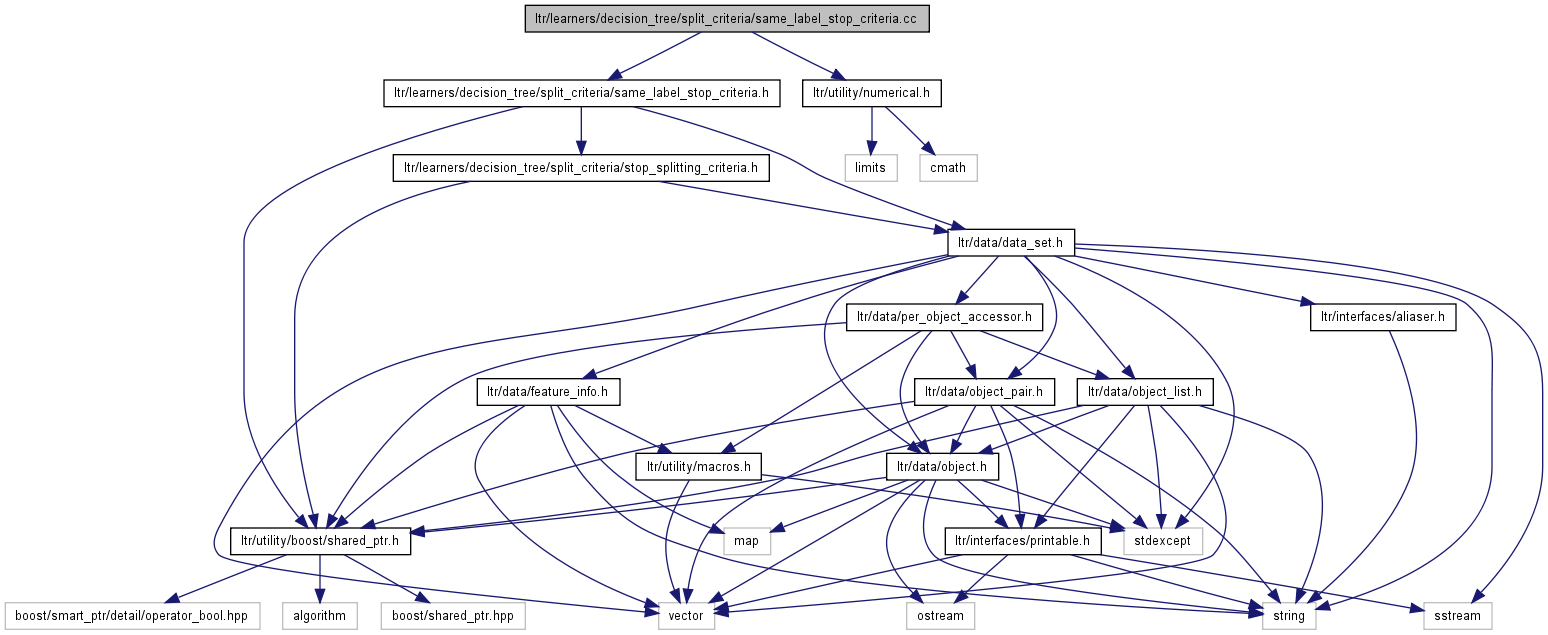 ltr/learners/decision_tree/split_criteria/same_label_stop_criteria.cc
ltr/learners/decision_tree/split_criteria/same_label_stop_criteria.h
ltr/utility/numerical.h
ltr/learners/decision_tree/split_criteria/stop_splitting_criteria.h
limits
cmath
ltr/data/data_set.h
ltr/data/per_object_accessor.h
ltr/interfaces/aliaser.h
ltr/data/feature_info.h
ltr/data/object_pair.h
ltr/data/object_list.h
ltr/utility/macros.h
ltr/data/object.h
ltr/utility/boost/shared_ptr.h
map
ltr/interfaces/printable.h
stdexcept
boost/smart_ptr/detail/operator_bool.hpp
algorithm
boost/shared_ptr.hpp
vector
ostream
string
sstream